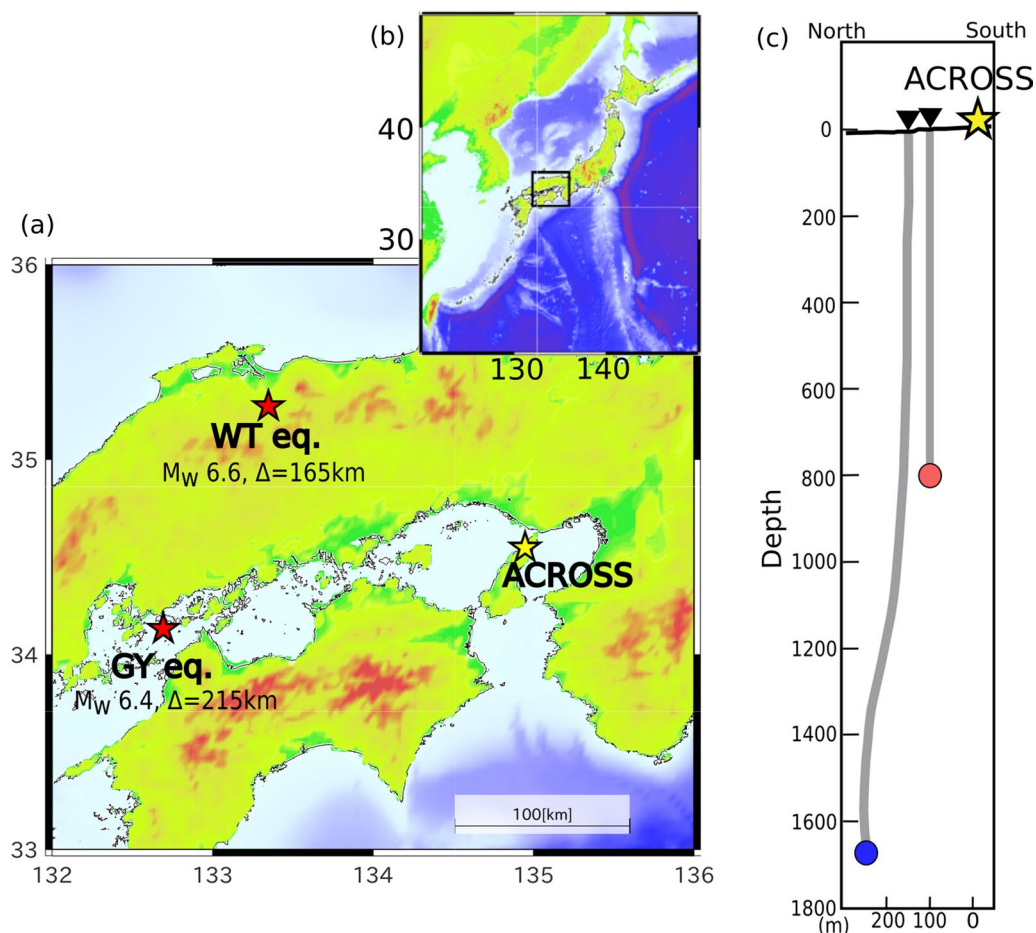 (a)
36
35
34
33
132
133
134
135
136
WT eq.
MW 6.6, Δ=165km
ACROSS
GY eq.
MW 6.4, Δ=215km
100[km]
(b)
40
30
130
140
(c)
North
South
ACROSS
0
200
400
600
800
1000
1200
1400
1600
1800
Depth
(m)
200
100
0